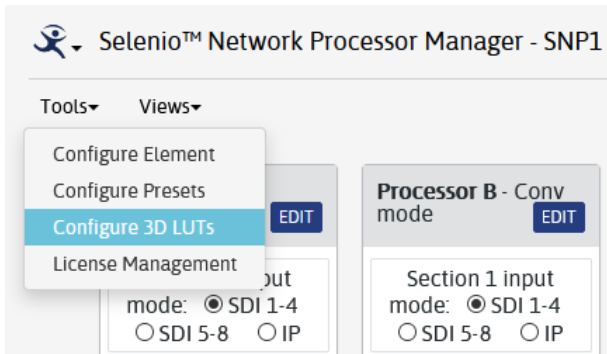 Selenio™ Network Processor Manager - SNP1
Tools▾ Views▾
Configure Element
Configure Presets
Configure 3D LUTs
License Management
EDIT
Processor B - Conv
mode
EDIT
mode: SDI 1-4
SDI 5-8 IP
Section 1 input
mode: SDI 1-4
SDI 5-8 IP